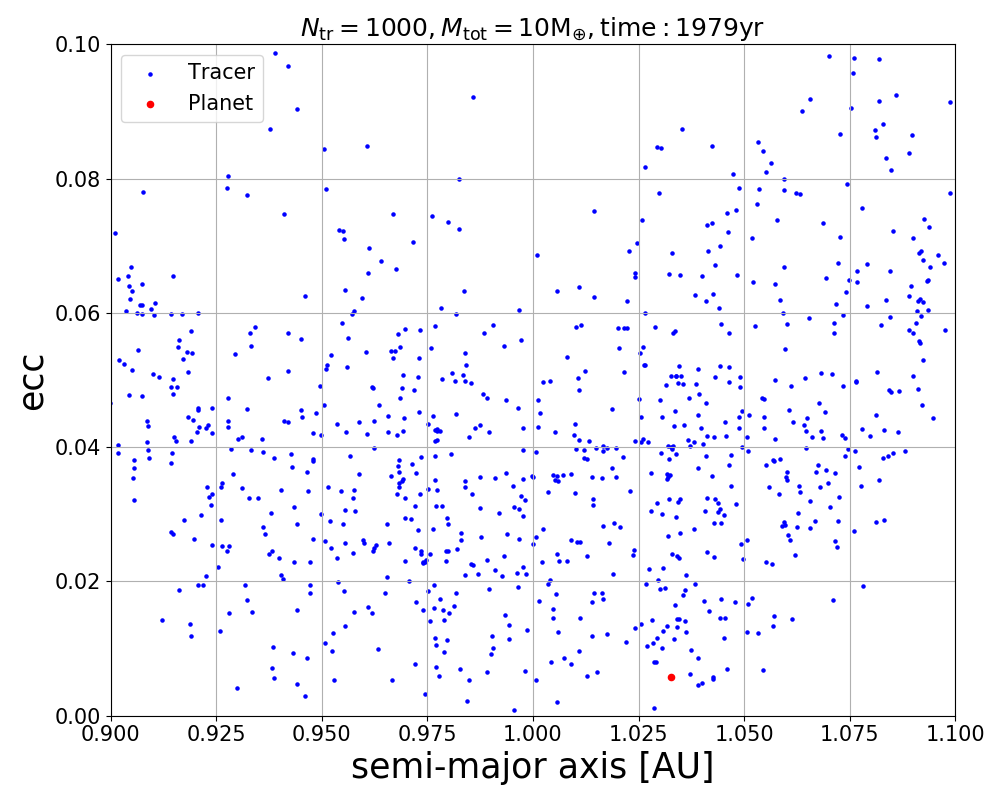 N_tr = 1000, M_tot = 10M_⊕, time : 1979yr
Tracer
Planet
ecc
0.10
0.08
0.06
0.04
0.02
0.00
0.900 0.925 0.950 0.975 1.000 1.025 1.050 1.075 1.100
semi-major axis [AU]